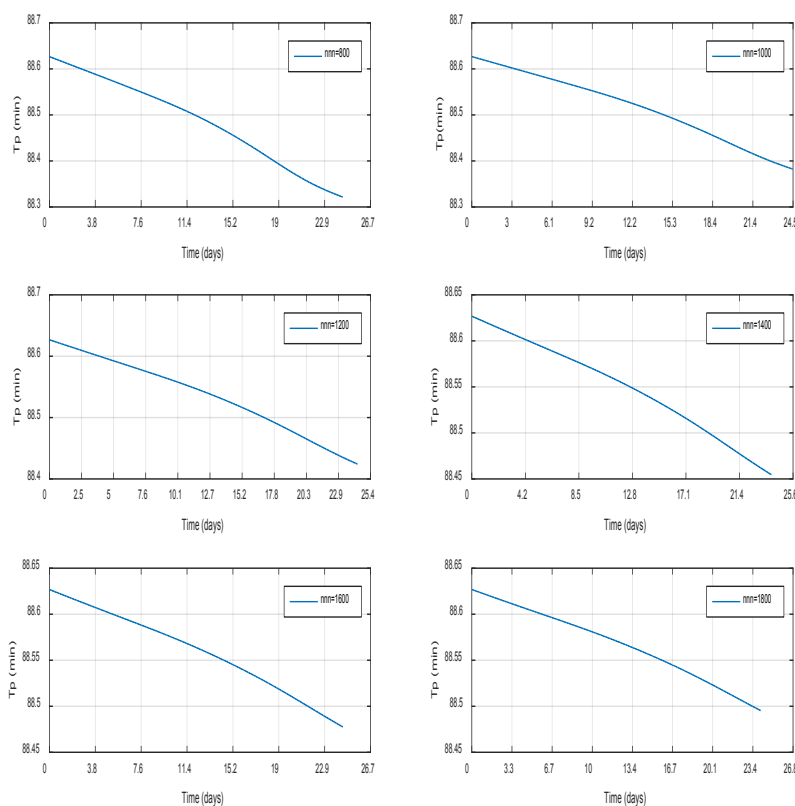 88.7
88.6
88.5
88.4
88.3
Tp (min)
nnn=800
0 3.8 7.6 11.4 15.2 19 22.9 26.7
Time (days)
88.7
88.6
88.5
88.4
88.3
Tp(min)
nnn=1000
0 3 6.1 9.2 12.2 15.3 18.4 21.4 24.5
Time (days)
88.7
88.6
88.5
88.4
Tp (min)
nnn=1200
0 2.5 5 7.6 10.1 12.7 15.2 17.8 20.3 22.9 25.4
Time (days)
88.65
88.6
88.55
88.5
88.45
Tp (min)
nnn=1400
0 4.2 8.5 12.8 17.1 21.4 25.6
Time (days)
88.65
88.6
88.55
88.5
88.45
Tp (min)
nnn=1600
0 3.8 7.6 11.4 15.2 19 22.9 26.7
Time (days)
88.65
88.6
88.55
88.5
88.45
Tp (min)
nnn=1800
0 3.3 6.7 10 13.4 16.7 20.1 23.4 26.8
Time (days)